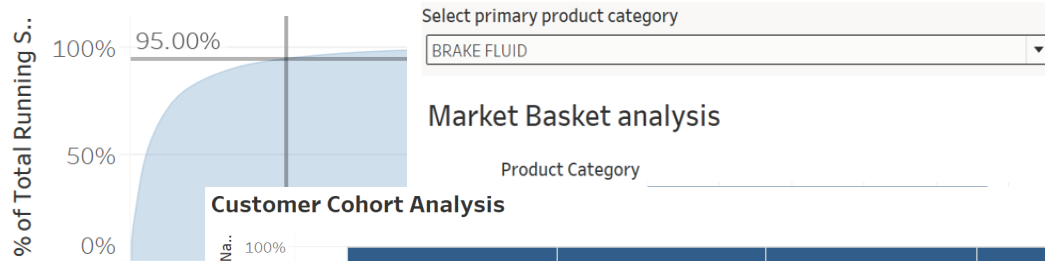 % of Total Running S..
100%
95.00%
50%
0%
Select primary product category
BRAKE FLUID
Market Basket analysis
Product Category
Customer Cohort Analysis
Na..
100%